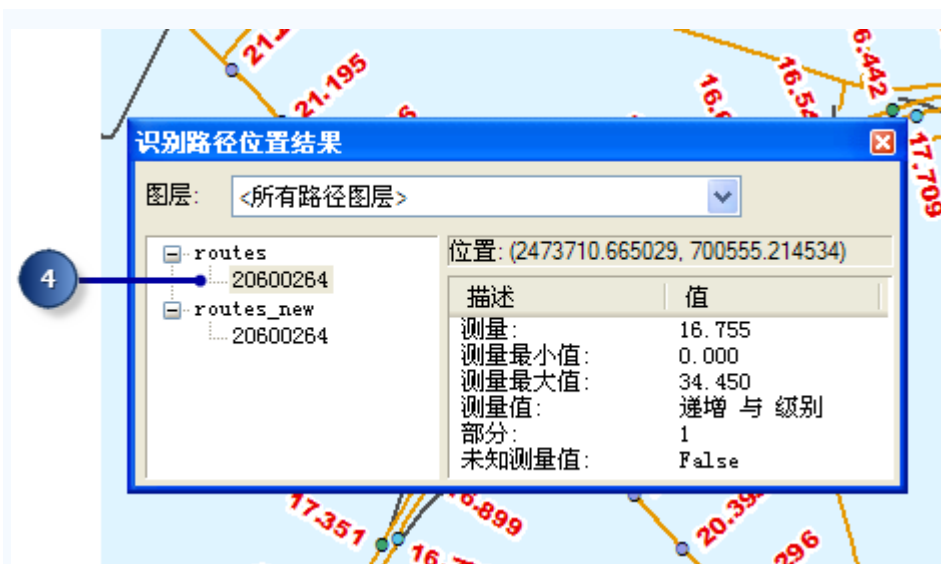 21.195
16.442
17.709
识别路径位置结果
图层: <所有路径图层>
4
routes
20600264
routes_new
20600264
位置: (2473710.665029, 700555.214534)
描述 值
测量: 16.755
测量最小值: 0.000
测量最大值: 34.450
测量值: 递增 与 级别
部分: 1
未知测量值: False
17.351